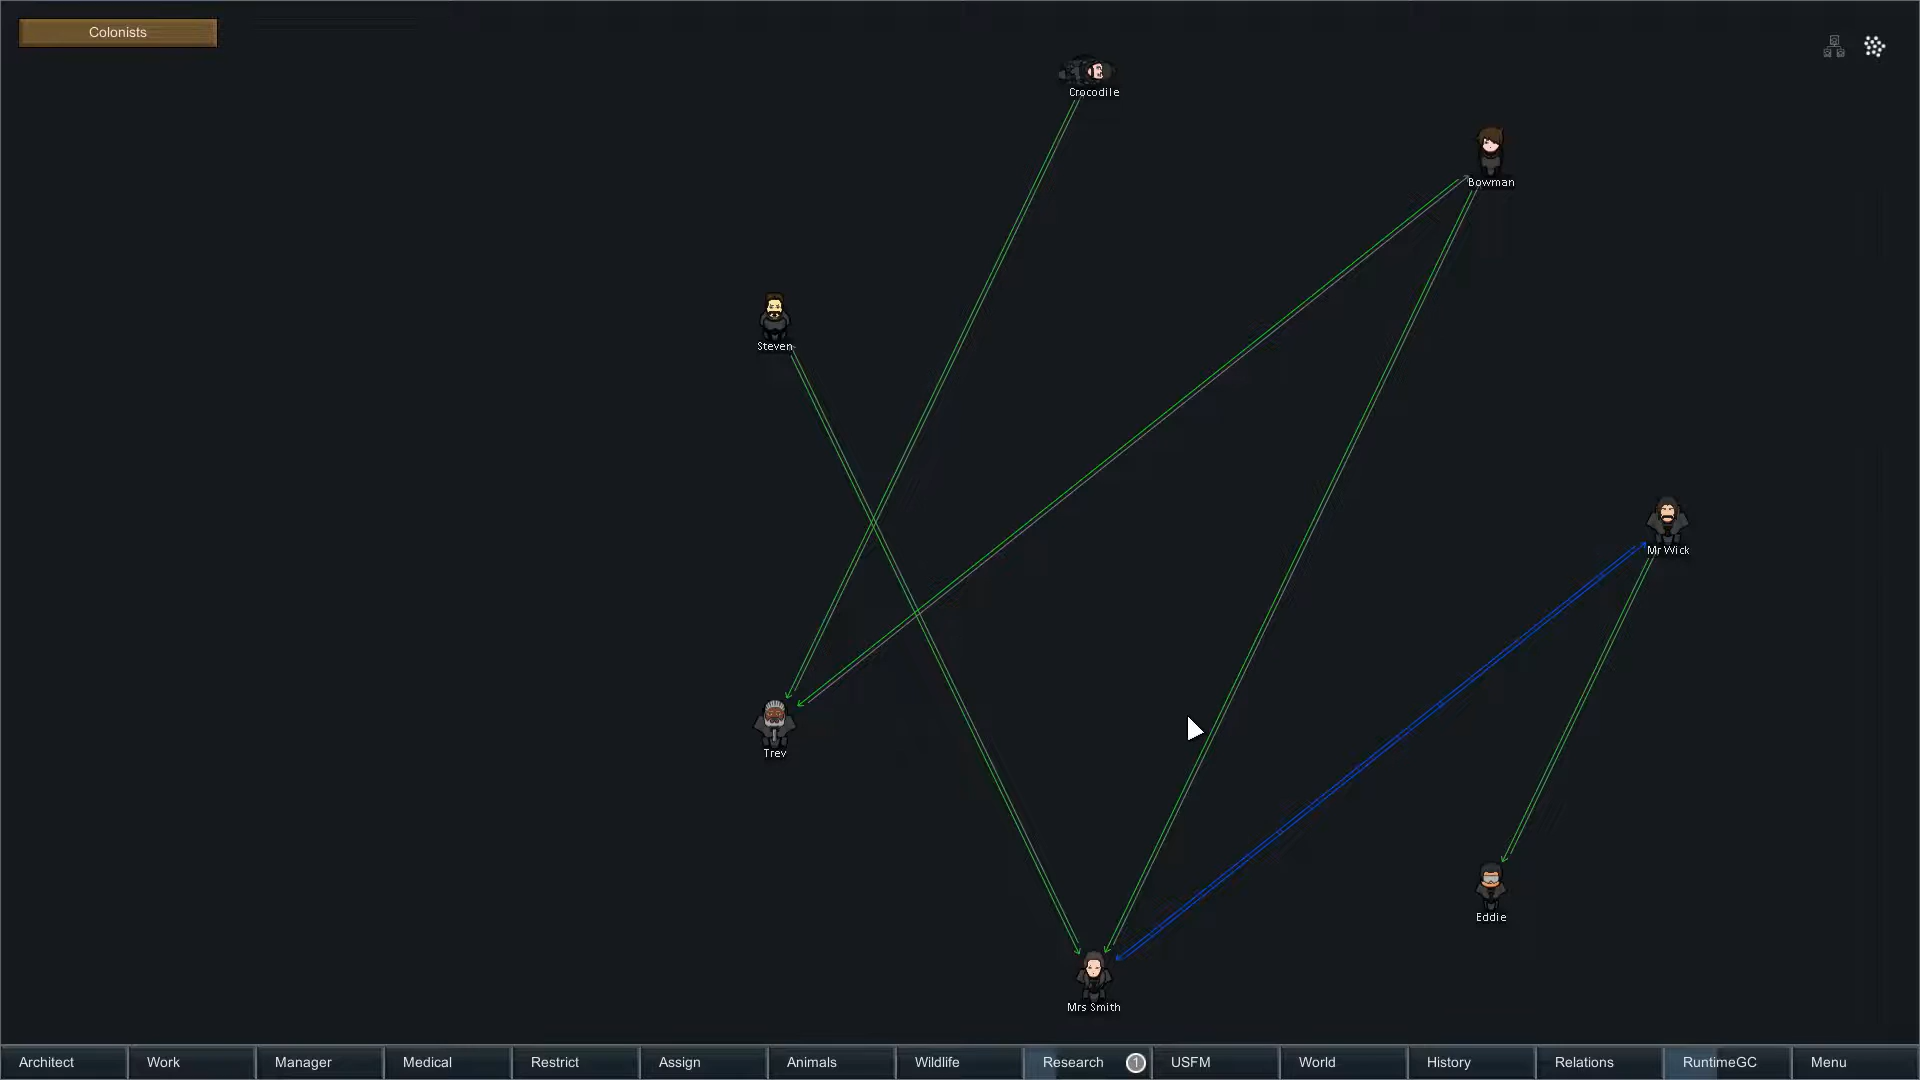 Colonists
Crocodile
Bowman
Steven
Mr Wick
Trev
Eddie
Mrs Smith
Architect
Work
Manager
Medical
Restrict
Assign
Animals
Wildlife
Research
1
USFM
World
History
Relations
RuntimeGC
Menu